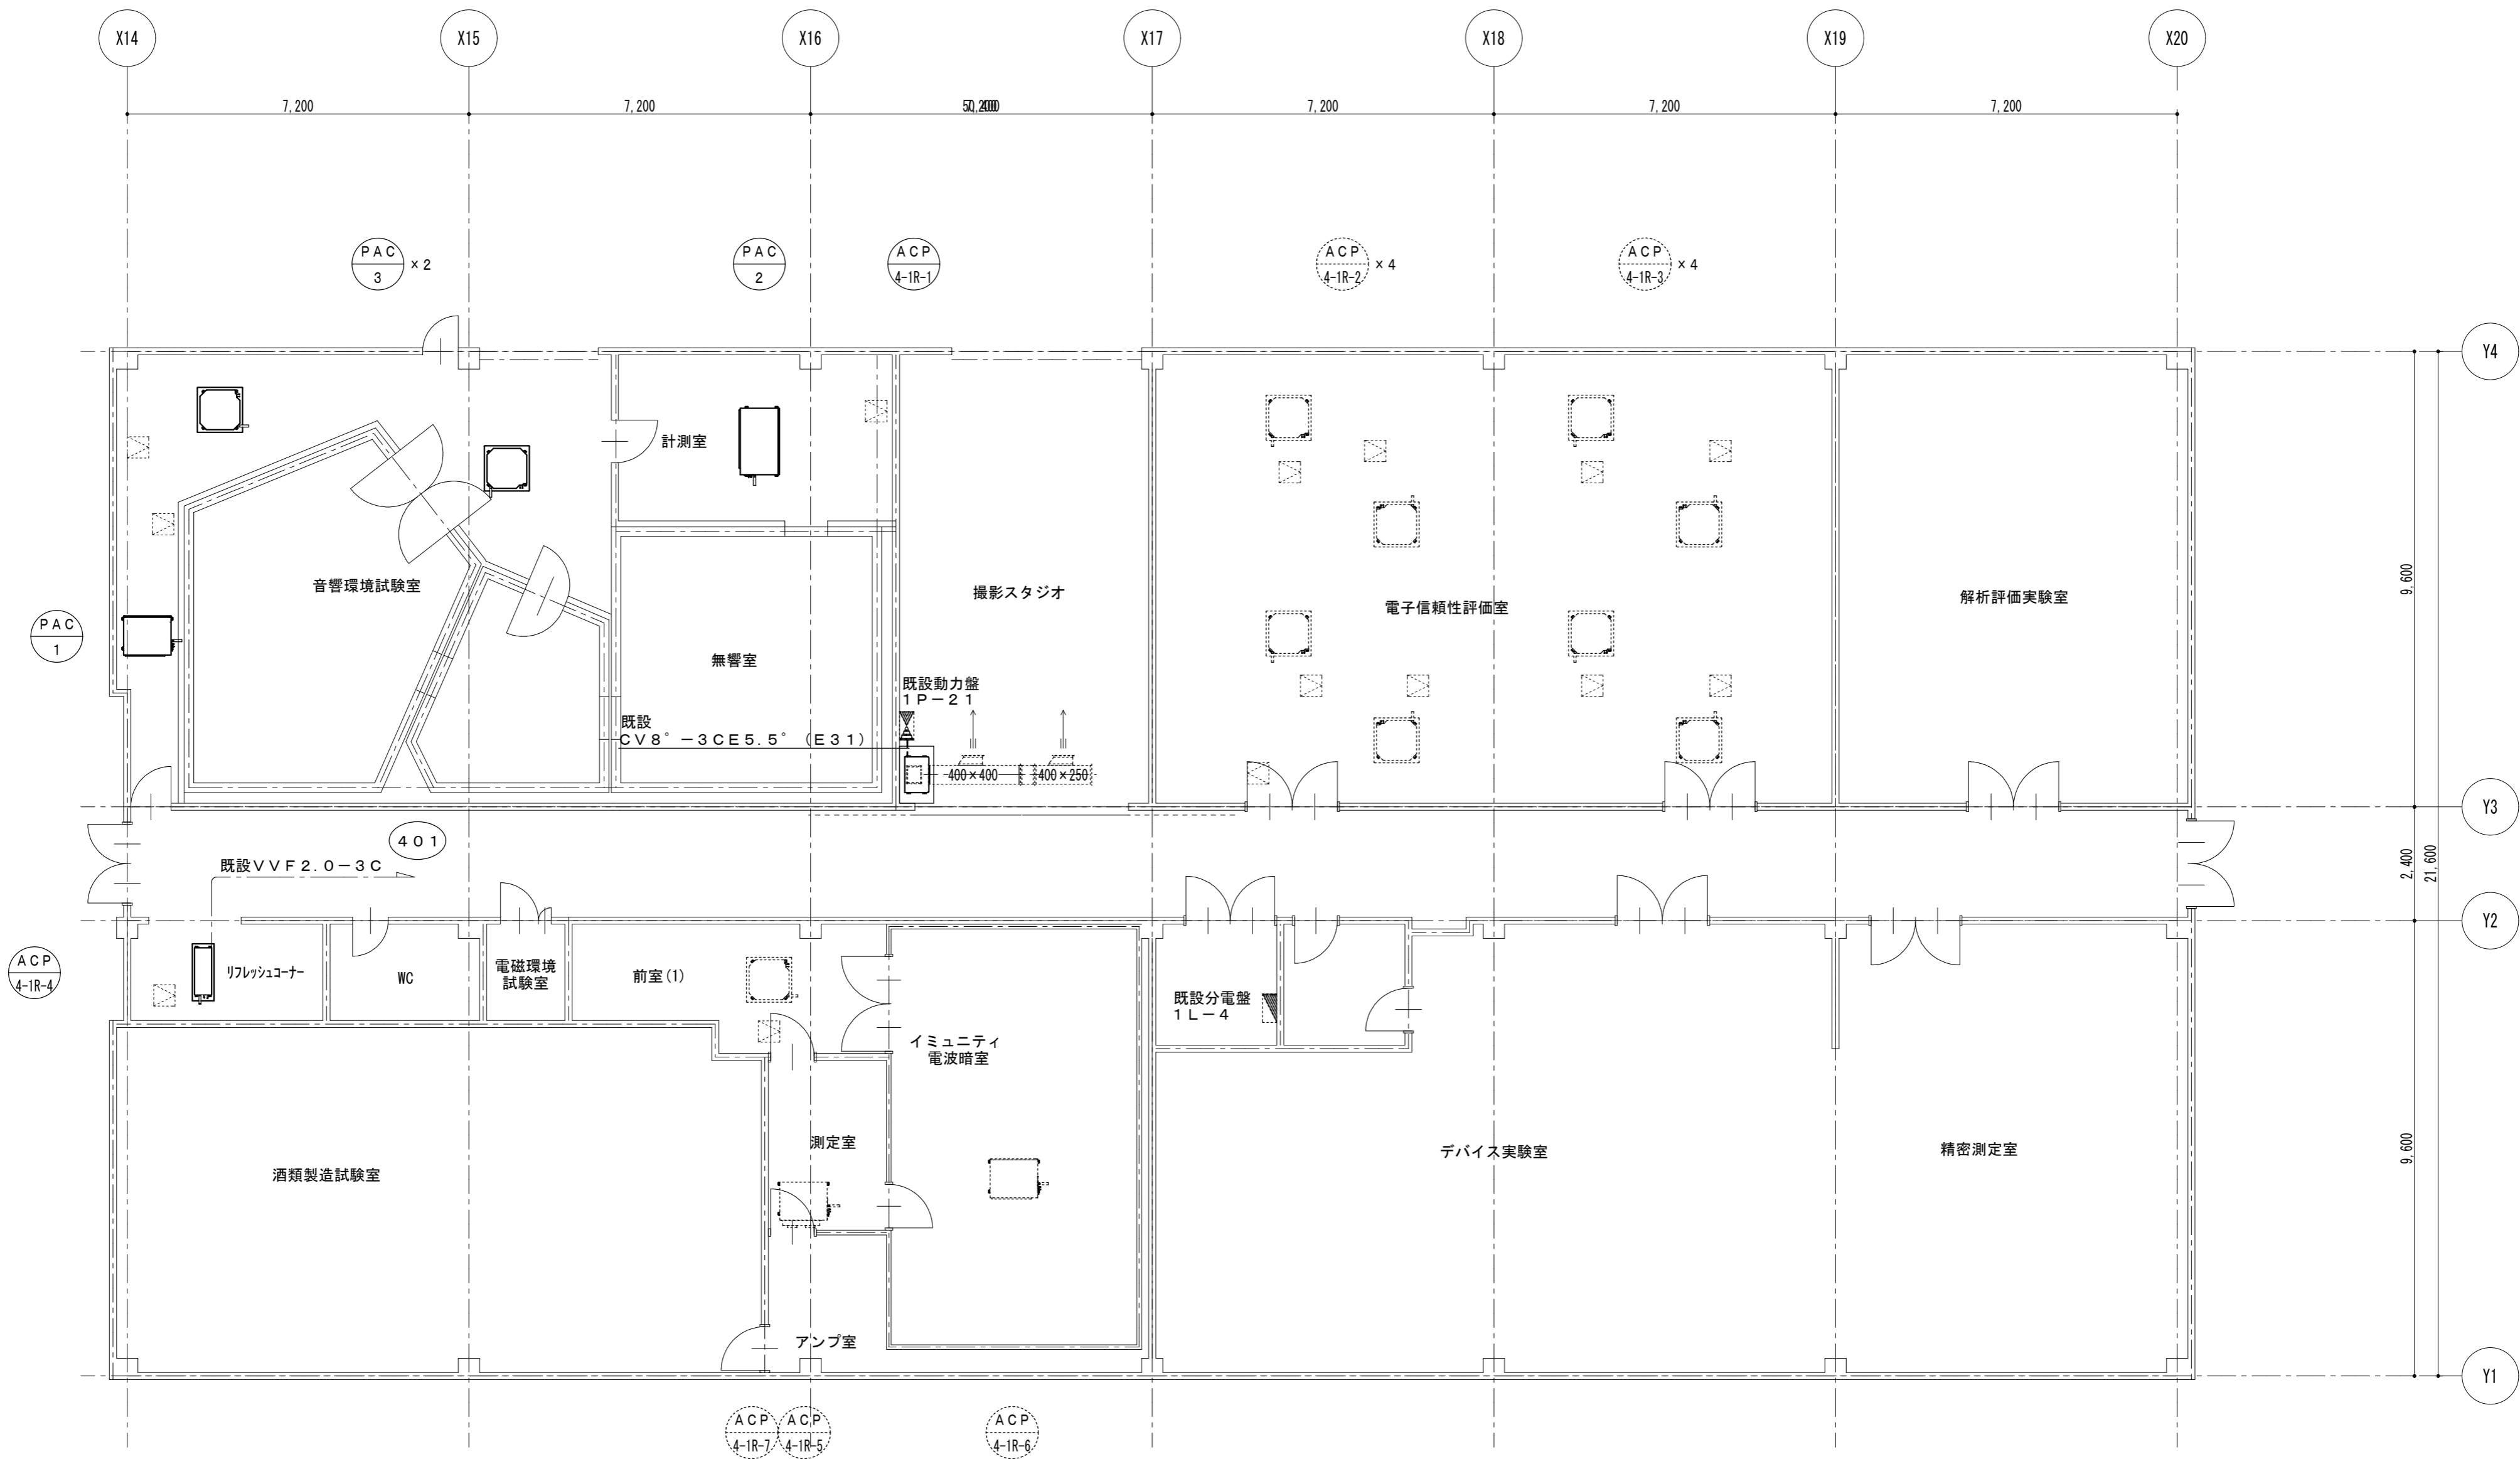 X14
X15
X16
X17
X18
X19
X20
7,200
7,200
7,200
7,200
7,200
ＰＡＣ
3
×２
ＰＡＣ
2
ＡＣＰ
4-1R-1
ＡＣＰ
4-1R-2
×４
ＡＣＰ
4-1R-3
×４
Y4
計測室
音響環境試験室
撮影スタジオ
電子信頼性評価室
解析評価実験室
9,600
ＰＡＣ
1
無響室
既設動力盤
１Ｐ－２１
既設
ＣＶ８゜－３ＣＥ５.５゜（Ｅ３１）
400×400
400×250
Y3
４０１
既設ＶＶＦ２.０－３Ｃ
2,400
21,600
Y2
ＡＣＰ
4-1R-4
ﾘﾌﾚｯｼｭｺｰﾅｰ
WC
電磁環境
試験室
前室(1)
既設分電盤
１Ｌ－４
イミュニティ
電波暗室
測定室
酒類製造試験室
デバイス実験室
精密測定室
9,600
アンプ室
Y1
ＡＣＰ
4-1R-7
ＡＣＰ
4-1R-5
ＡＣＰ
4-1R-6